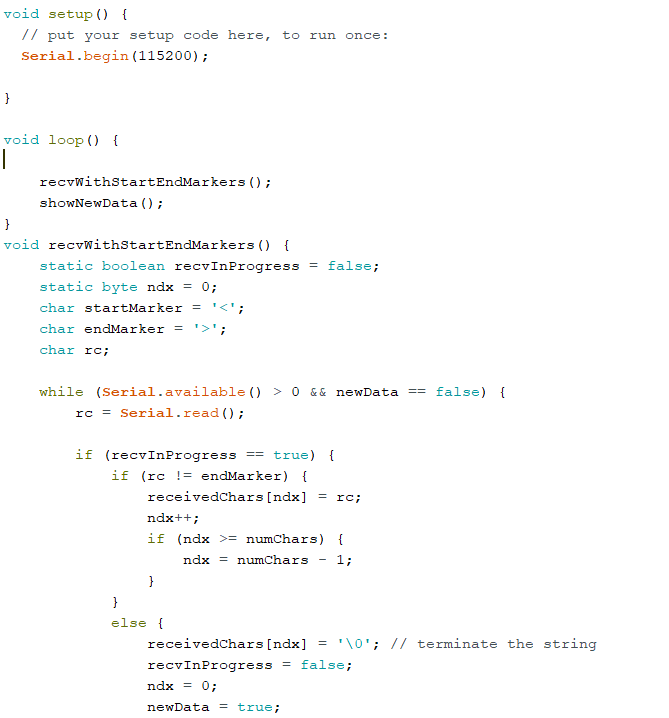 void setup() {
  // put your setup code here, to run once:
  Serial.begin(115200);

}

void loop() {

    recvWithStartEndMarkers();
    showNewData();
}
void recvWithStartEndMarkers() {
    static boolean recvInProgress = false;
    static byte ndx = 0;
    char startMarker = '<';
    char endMarker = '>';
    char rc;

    while (Serial.available() > 0 && newData == false) {
        rc = Serial.read();

        if (recvInProgress == true) {
            if (rc != endMarker) {
                receivedChars[ndx] = rc;
                ndx++;
                if (ndx >= numChars) {
                    ndx = numChars - 1;
                }
            }
            else {
                receivedChars[ndx] = '\0'; // terminate the string
                recvInProgress = false;
                ndx = 0;
                newData = true;